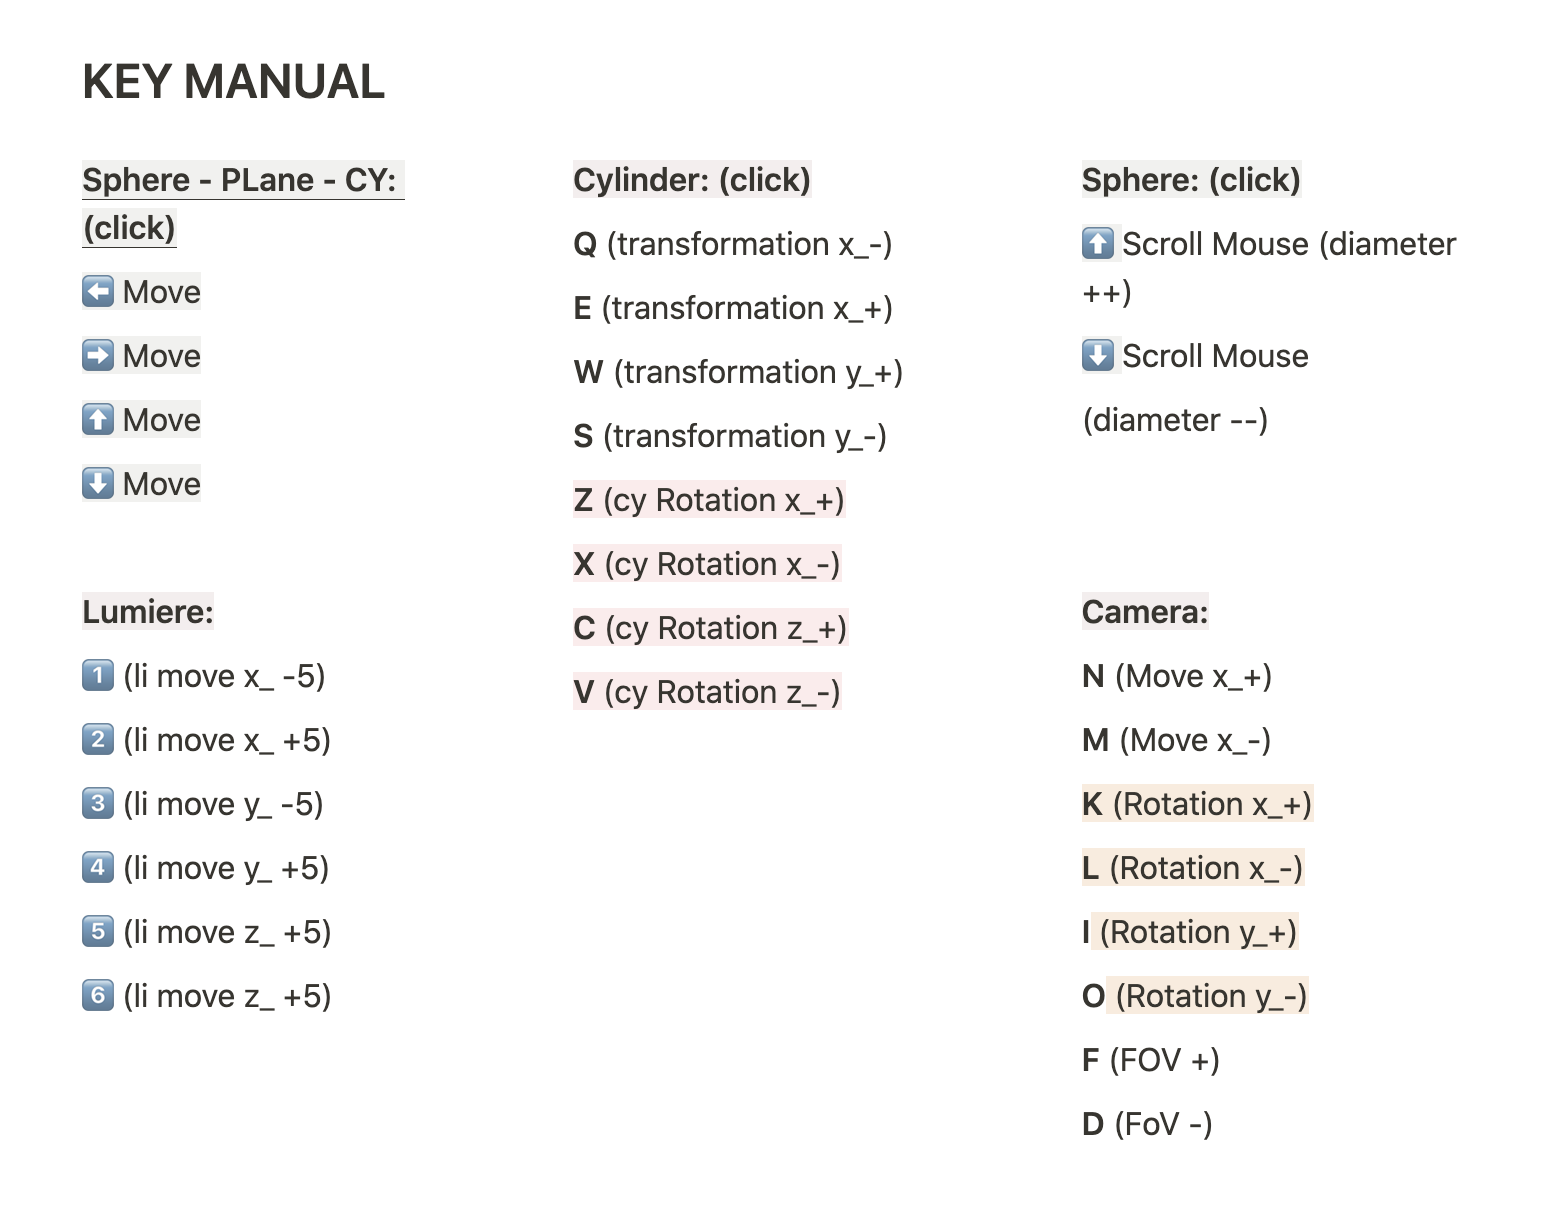 KEY MANUAL
Sphere - PLane - CY:
(click)
⬅️ Move
➡️ Move
⬆️ Move
⬇️ Move
Lumiere:
1️⃣ (li move x_ -5)
2️⃣ (li move x_ +5)
3️⃣ (li move y_ -5)
4️⃣ (li move y_ +5)
5️⃣ (li move z_ +5)
6️⃣ (li move z_ +5)
Cylinder: (click)
Q (transformation x_-)
E (transformation x_+)
W (transformation y_+)
S (transformation y_-)
Z (cy Rotation x_+)
X (cy Rotation x_-)
C (cy Rotation z_+)
V (cy Rotation z_-)
Sphere: (click)
⬆️ Scroll Mouse (diameter
++)
⬇️ Scroll Mouse
(diameter --)
Camera:
N (Move x_+)
M (Move x_-)
K (Rotation x_+)
L (Rotation x_-)
I (Rotation y_+)
O (Rotation y_-)
F (FOV +)
D (FoV -)